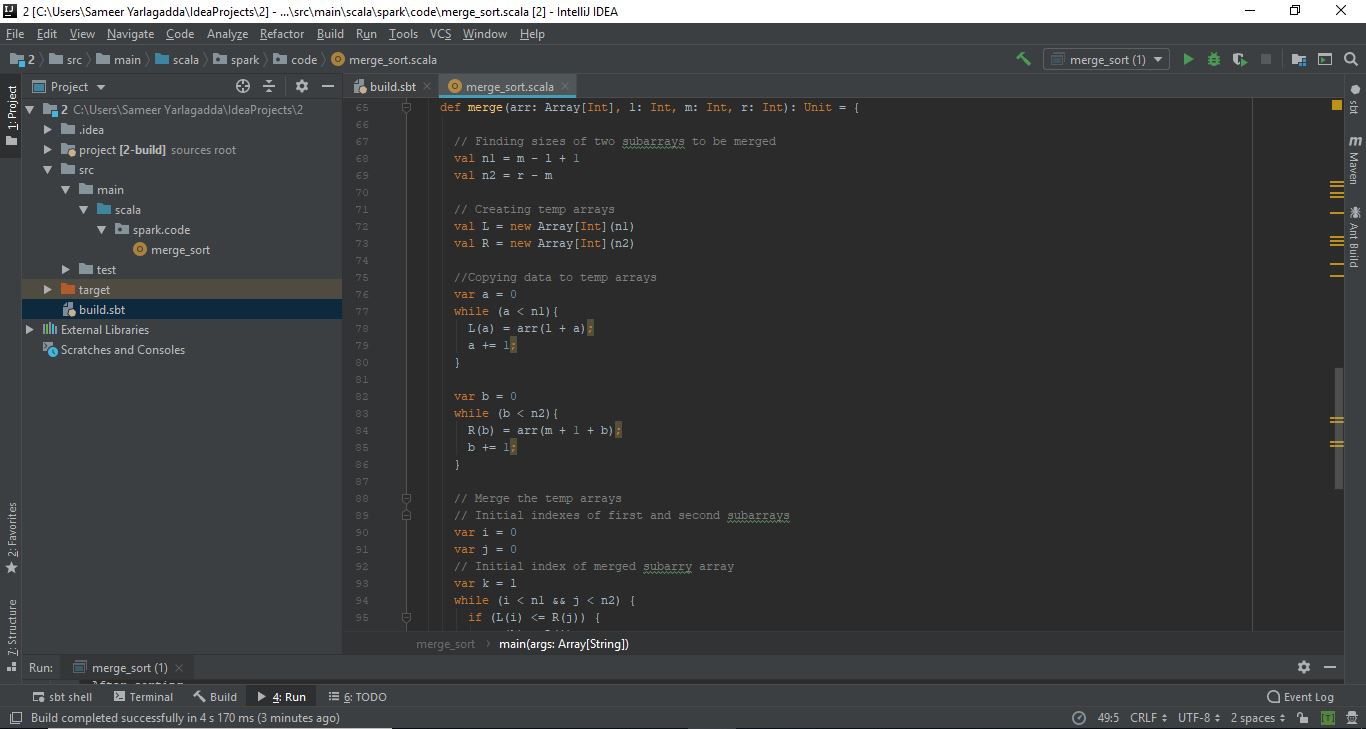 2 [C:\Users\Sameer Yarlagadda\IdeaProjects\2] - ...\src\main\scala\spark\code\merge_sort.scala [2] - IntelliJ IDEA
File Edit View Navigate Code Analyze Refactor Build Run Tools VCS Window Help
2 src main scala spark code merge_sort.scala
merge_sort (1)
1: Project
Project
2 C:\Users\Sameer Yarlagadda\IdeaProjects\2
.idea
project [2-build] sources root
src
main
scala
spark.code
merge_sort
test
target
build.sbt
External Libraries
Scratches and Consoles
2: Favorites
7: Structure
build.sbt merge_sort.scala
65 def merge(arr: Array[Int], l: Int, m: Int, r: Int): Unit = {
66
67 // Finding sizes of two subarrays to be merged
68 val n1 = m - l + 1
69 val n2 = r - m
70
71 // Creating temp arrays
72 val L = new Array[Int](n1)
73 val R = new Array[Int](n2)
74
75 //Copying data to temp arrays
76 var a = 0
77 while (a < n1){
78 L(a) = arr(l + a);
79 a += 1;
80 }
81
82 var b = 0
83 while (b < n2){
84 R(b) = arr(m + 1 + b);
85 b += 1;
86 }
87
88 // Merge the temp arrays
89 // Initial indexes of first and second subarrays
90 var i = 0
91 var j = 0
92 // Initial index of merged subarry array
93 var k = l
94 while (i < n1 && j < n2) {
95 if (L(i) <= R(j)) {
merge_sort main(args: Array[String])
sbt
Maven
Ant Build
Run: merge_sort (1)
sbt shell Terminal Build 4: Run 6: TODO Event Log
Build completed successfully in 4 s 170 ms (3 minutes ago) 49:5 CRLF UTF-8 2 spaces